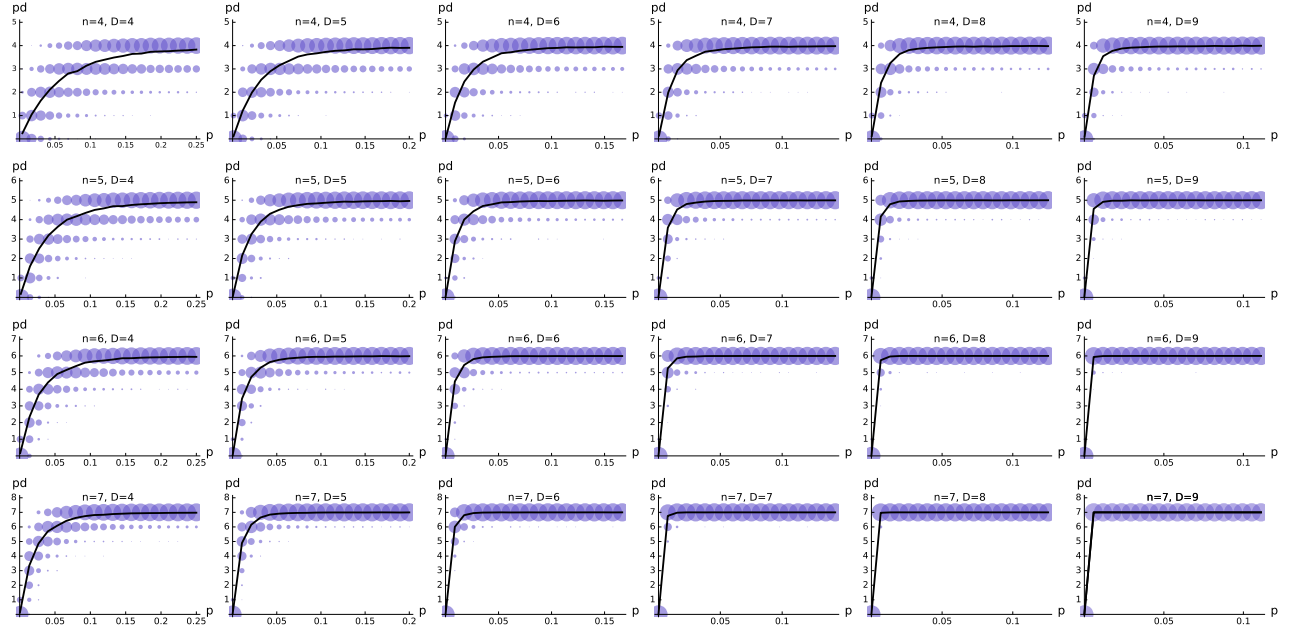 pd pd pd pd pd pd
n=4, D=4 n=4, D=5 n=4, D=6 n=4, D=7 n=4, D=8 n=4, D=9
5 5 5 5 5 5
4 4 4 4 4 4
3 3 3 3 3 3
2 2 2 2 2 2
1 1 1 1 1 1
p p p p p p
0.05 0.1 0.15 0.2 0.25 0.05 0.1 0.15 0.2 0.05 0.1 0.15 0.05 0.1 0.05 0.1 0.05 0.1
pd pd pd pd pd pd
n=5, D=4 n=5, D=5 n=5, D=6 n=5, D=7 n=5, D=8 n=5, D=9
6 6 6 6 6 6
5 5 5 5 5 5
4 4 4 4 4 4
3 3 3 3 3 3
2 2 2 2 2 2
1 1 1 1 1 1
p p p p p p
0.05 0.1 0.15 0.2 0.25 0.05 0.1 0.15 0.2 0.05 0.1 0.15 0.05 0.1 0.05 0.1 0.05 0.1
pd pd pd pd pd pd
n=6, D=4 n=6, D=5 n=6, D=6 n=6, D=7 n=6, D=8 n=6, D=9
7 7 7 7 7 7
6 6 6 6 6 6
5 5 5 5 5 5
4 4 4 4 4 4
3 3 3 3 3 3
2 2 2 2 2 2
1 1 1 1 1 1
p p p p p p
0.05 0.1 0.15 0.2 0.25 0.05 0.1 0.15 0.2 0.05 0.1 0.15 0.05 0.1 0.05 0.1 0.05 0.1
pd pd pd pd pd pd
n=7, D=4 n=7, D=5 n=7, D=6 n=7, D=7 n=7, D=8 n=7, D=9
8 8 8 8 8 8
7 7 7 7 7 7
6 6 6 6 6 6
5 5 5 5 5 5
4 4 4 4 4 4
3 3 3 3 3 3
2 2 2 2 2 2
1 1 1 1 1 1
p p p p p p
0.05 0.1 0.15 0.2 0.25 0.05 0.1 0.15 0.2 0.05 0.1 0.15 0.05 0.1 0.05 0.1 0.05 0.1